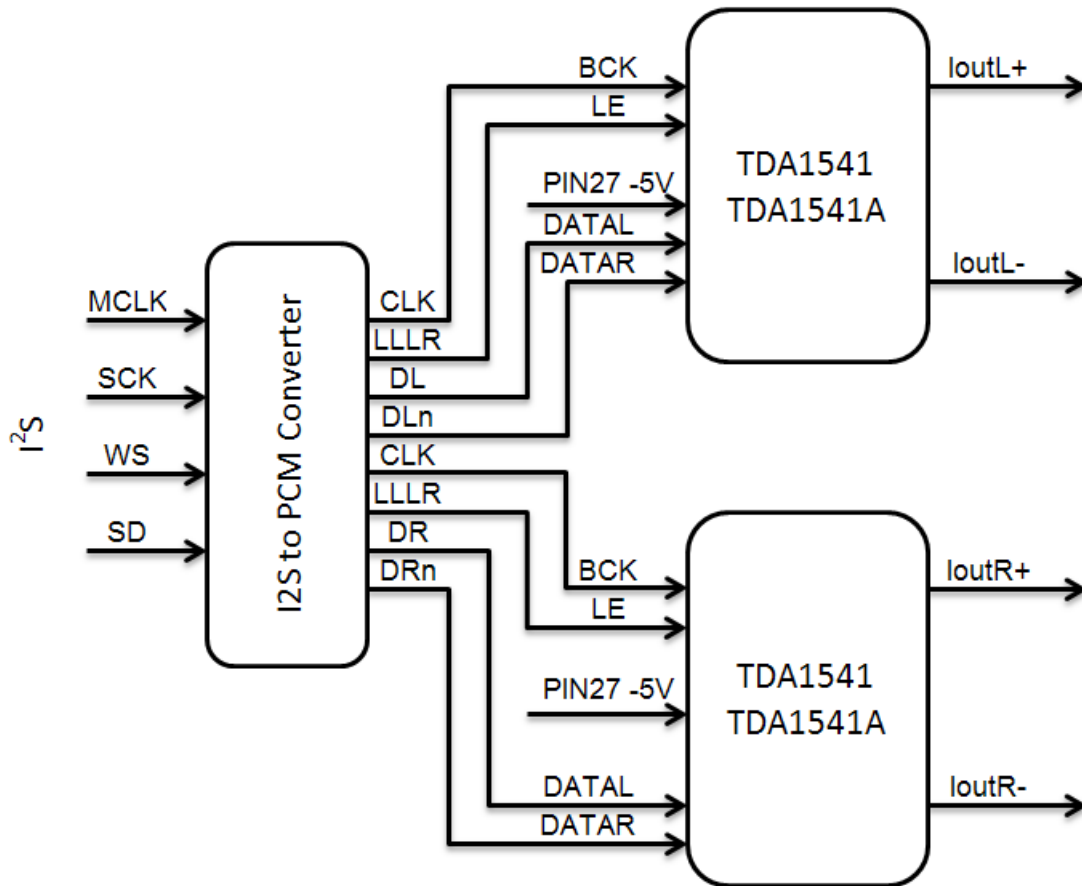 I²S
MCLK
SCK
WS
SD
I2S to PCM Converter
CLK
LLLR
DL
DLn
CLK
LLLR
DR
DRn
BCK
LE
PIN27 -5V
DATAL
DATAR
TDA1541
TDA1541A
IoutL+
IoutL-
BCK
LE
PIN27 -5V
DATAL
DATAR
TDA1541
TDA1541A
IoutR+
IoutR-